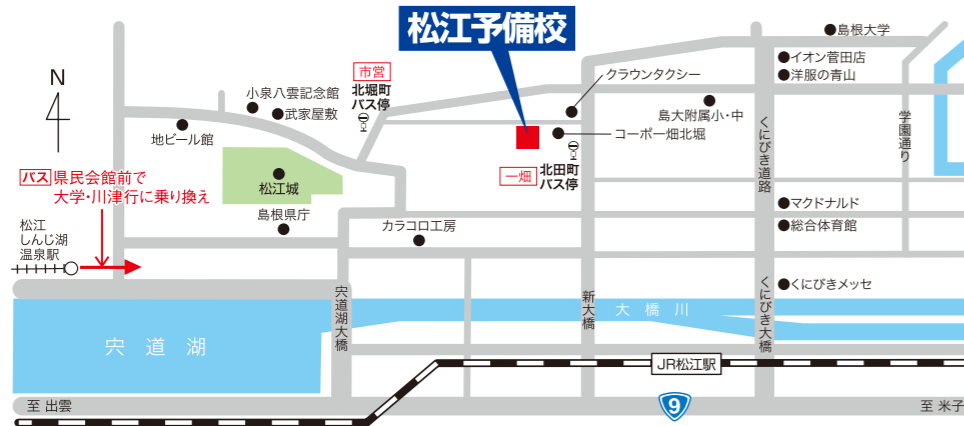 松江予備校
島根大学
イオン菅田店
洋服の青山
N
市営
北堀町
バス停
クラウンタクシー
小泉八雲記念館
武家屋敷
地ビール館
島大附属小・中
コーポー畑北堀
くにびき道路
学園通り
一畑
北田町
バス停
バス 県民会館前で
大学・川津行に乗り換え
松江城
島根県庁
カラコロ工房
マクドナルド
総合体育館
松江
しんじ湖
温泉駅
くにびきメッセ
宍道湖大橋
新大橋
くにびき大橋
大橋川
宍道湖
JR松江駅
至 出雲
9
至 米子